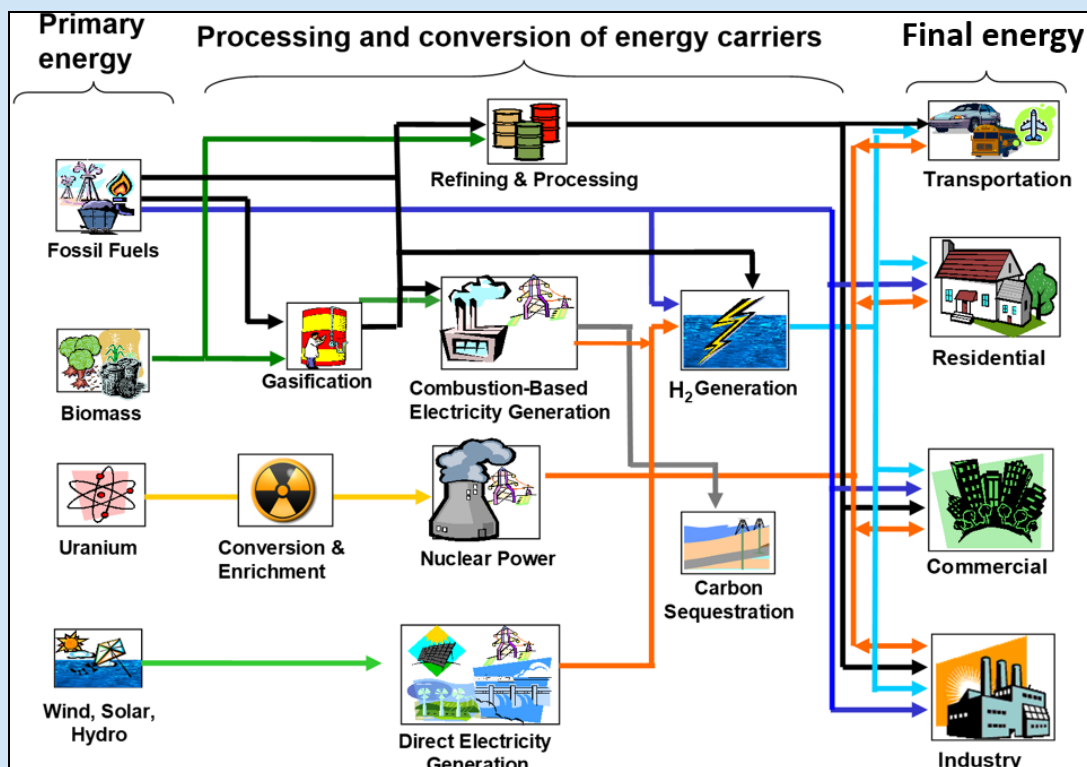 Primary
energy
Processing and conversion of energy carriers
Final energy
Refining & Processing
Transportation
Fossil Fuels
Residential
Gasification
Combustion-Based
Electricity Generation
H₂Generation
Biomass
Uranium
Conversion &
Enrichment
Nuclear Power
Carbon
Sequestration
Commercial
Wind, Solar,
Hydro
Direct Electricity
Generation
Industry